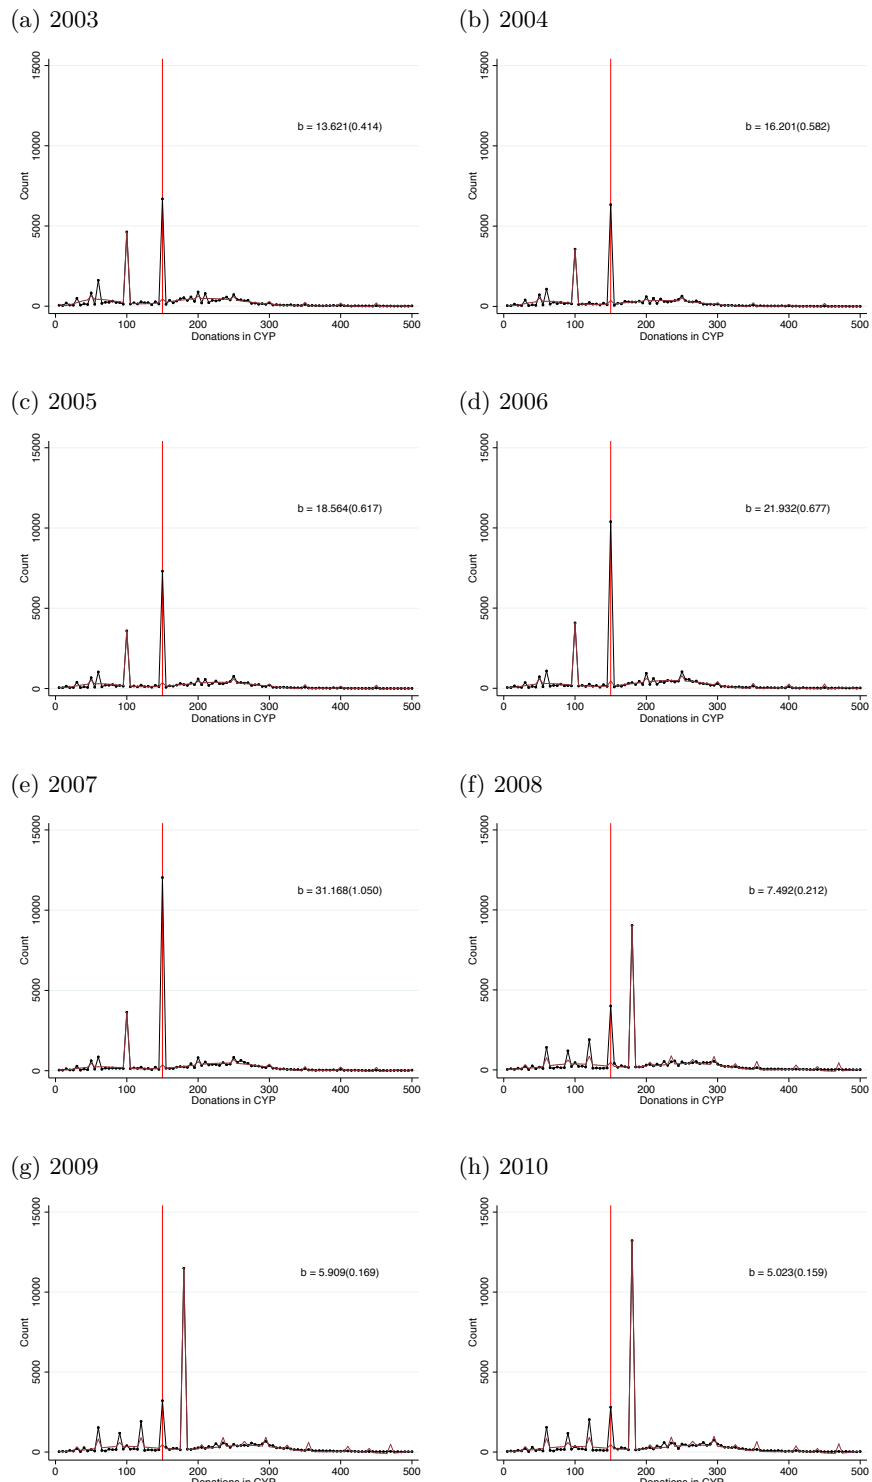 (a) 2003
15000
10000
5000
0
Count
b = 13.621(0.414)
0 100 200 300 400 500
Donations in CYP
(b) 2004
15000
10000
5000
0
Count
b = 16.201(0.582)
0 100 200 300 400 500
Donations in CYP
(c) 2005
15000
10000
5000
0
Count
b = 18.564(0.617)
0 100 200 300 400 500
Donations in CYP
(d) 2006
15000
10000
5000
0
Count
b = 21.932(0.677)
0 100 200 300 400 500
Donations in CYP
(e) 2007
15000
10000
5000
0
Count
b = 31.168(1.050)
0 100 200 300 400 500
Donations in CYP
(f) 2008
15000
10000
5000
0
Count
b = 7.492(0.212)
0 100 200 300 400 500
Donations in CYP
(g) 2009
15000
10000
5000
0
Count
b = 5.909(0.169)
0 100 200 300 400 500
Donations in CYP
(h) 2010
15000
10000
5000
0
Count
b = 5.023(0.159)
0 100 200 300 400 500
Donations in CYP